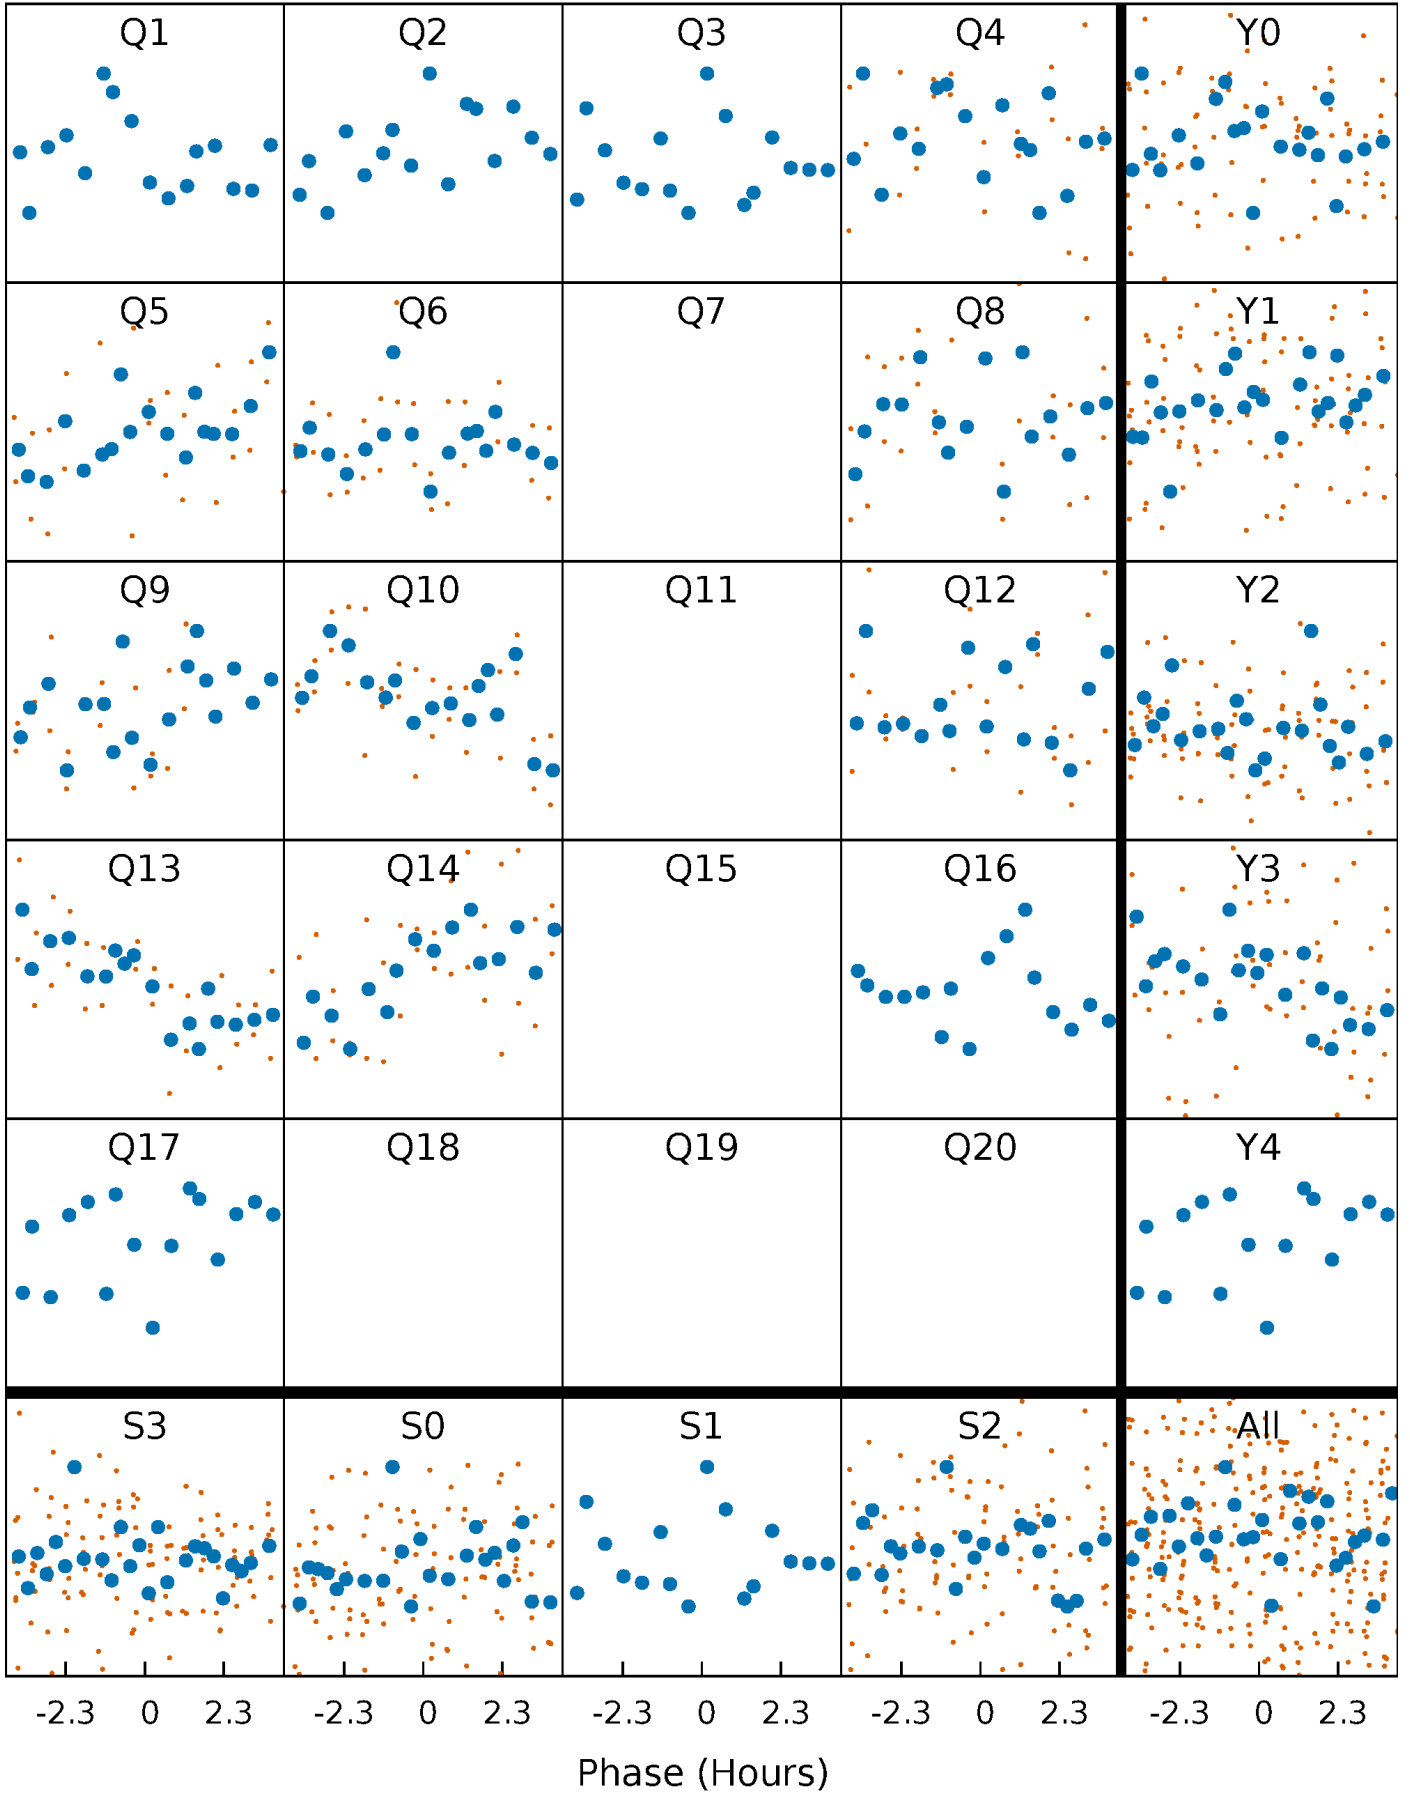 Q1 Q2 Q3 Q4 Y0
Q5 Q6 Q7 Q8 Y1
Q9 Q10 Q11 Q12 Y2
Q13 Q14 Q15 Q16 Y3
Q17 Q18 Q19 Q20 Y4
S3 S0 S1 S2 All
-2.3 0 2.3 -2.3 0 2.3 -2.3 0 2.3 -2.3 0 2.3 -2.3 0 2.3
Phase (Hours)